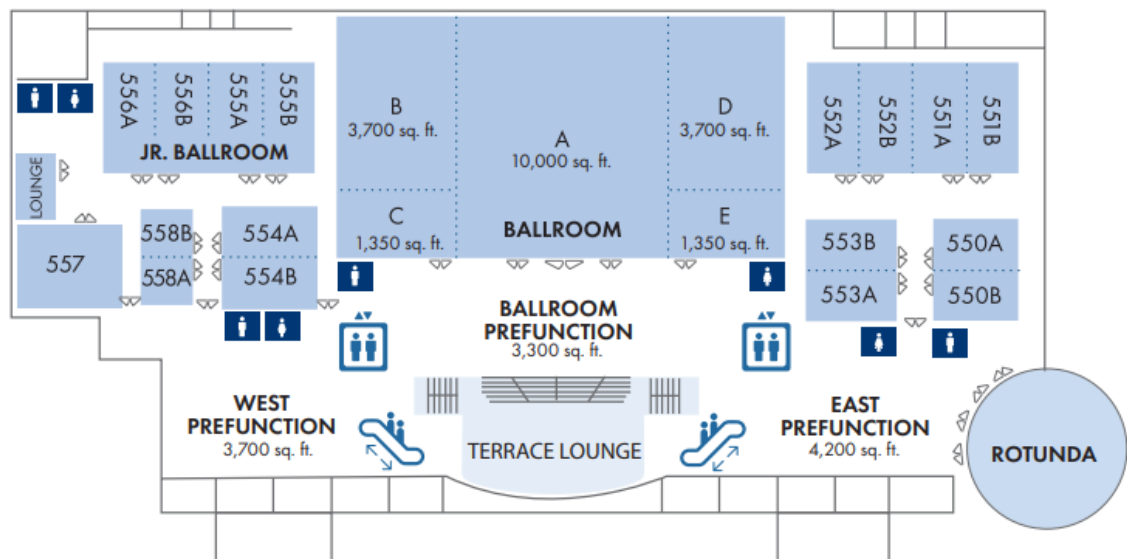 556A
556B
555A
555B
JR. BALLROOM
LOUNGE
557
558B
558A
554A
554B
B
3,700 sq. ft.
A
10,000 sq. ft.
D
3,700 sq. ft.
C
1,350 sq. ft.
BALLROOM
E
1,350 sq. ft.
552A
552B
551A
551B
553B
553A
550A
550B
BALLROOM
PREFUNCTION
3,300 sq. ft.
WEST
PREFUNCTION
3,700 sq. ft.
TERRACE LOUNGE
EAST
PREFUNCTION
4,200 sq. ft.
ROTUNDA